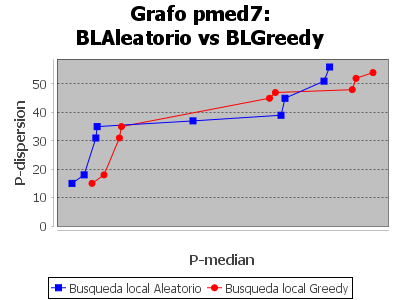 Grafo pmed7:
BLAleatorio vs BLGreedy
P-dispersion
50
40
30
20
10
0
P-median
Busqueda local Aleatorio
Busqueda local Greedy